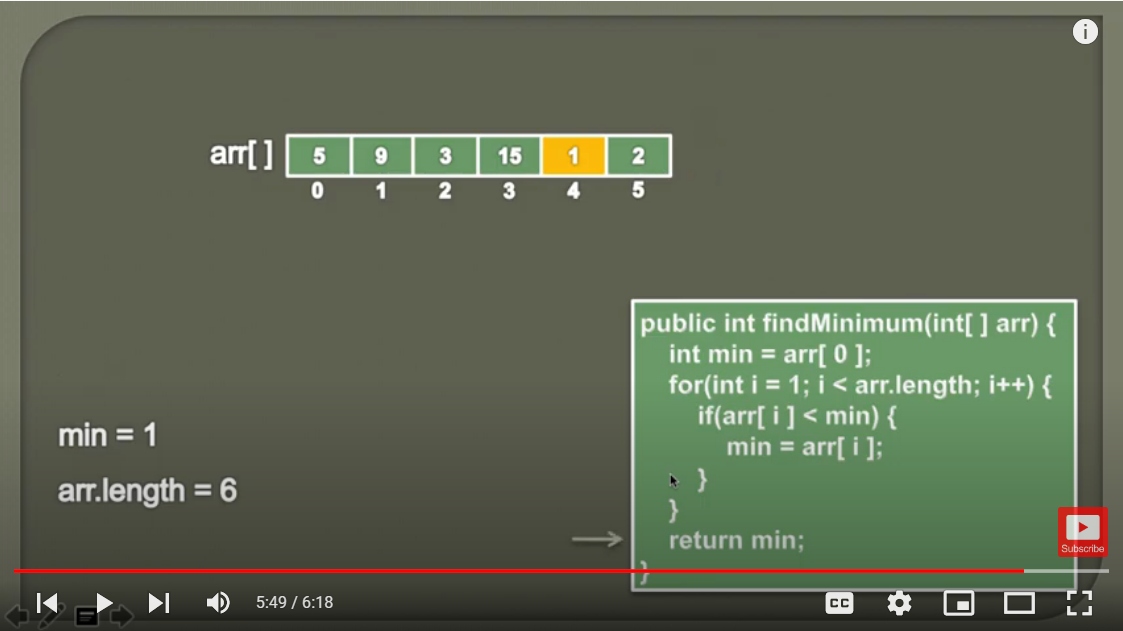 arr[ ] 5 9 3 15 1 2
0 1 2 3 4 5
public int findMinimum(int[ ] arr) {
int min = arr[ 0 ];
for(int i = 1; i < arr.length; i++) {
if(arr[ i ] < min) {
min = arr[ i ];
}
}
return min;
}
min = 1
arr.length = 6
Subscribe
5:49 / 6:18
CC
i